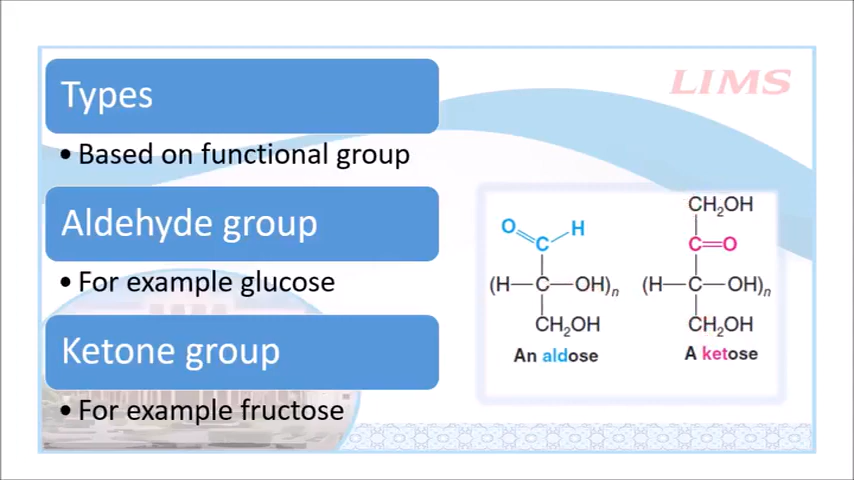 LIMS
Types
• Based on functional group
Aldehyde group
• For example glucose
Ketone group
• For example fructose
O H
C
(H—C—OH)n
CH₂OH
An aldose
CH₂OH
C=O
(H—C—OH)n
CH₂OH
A ketose